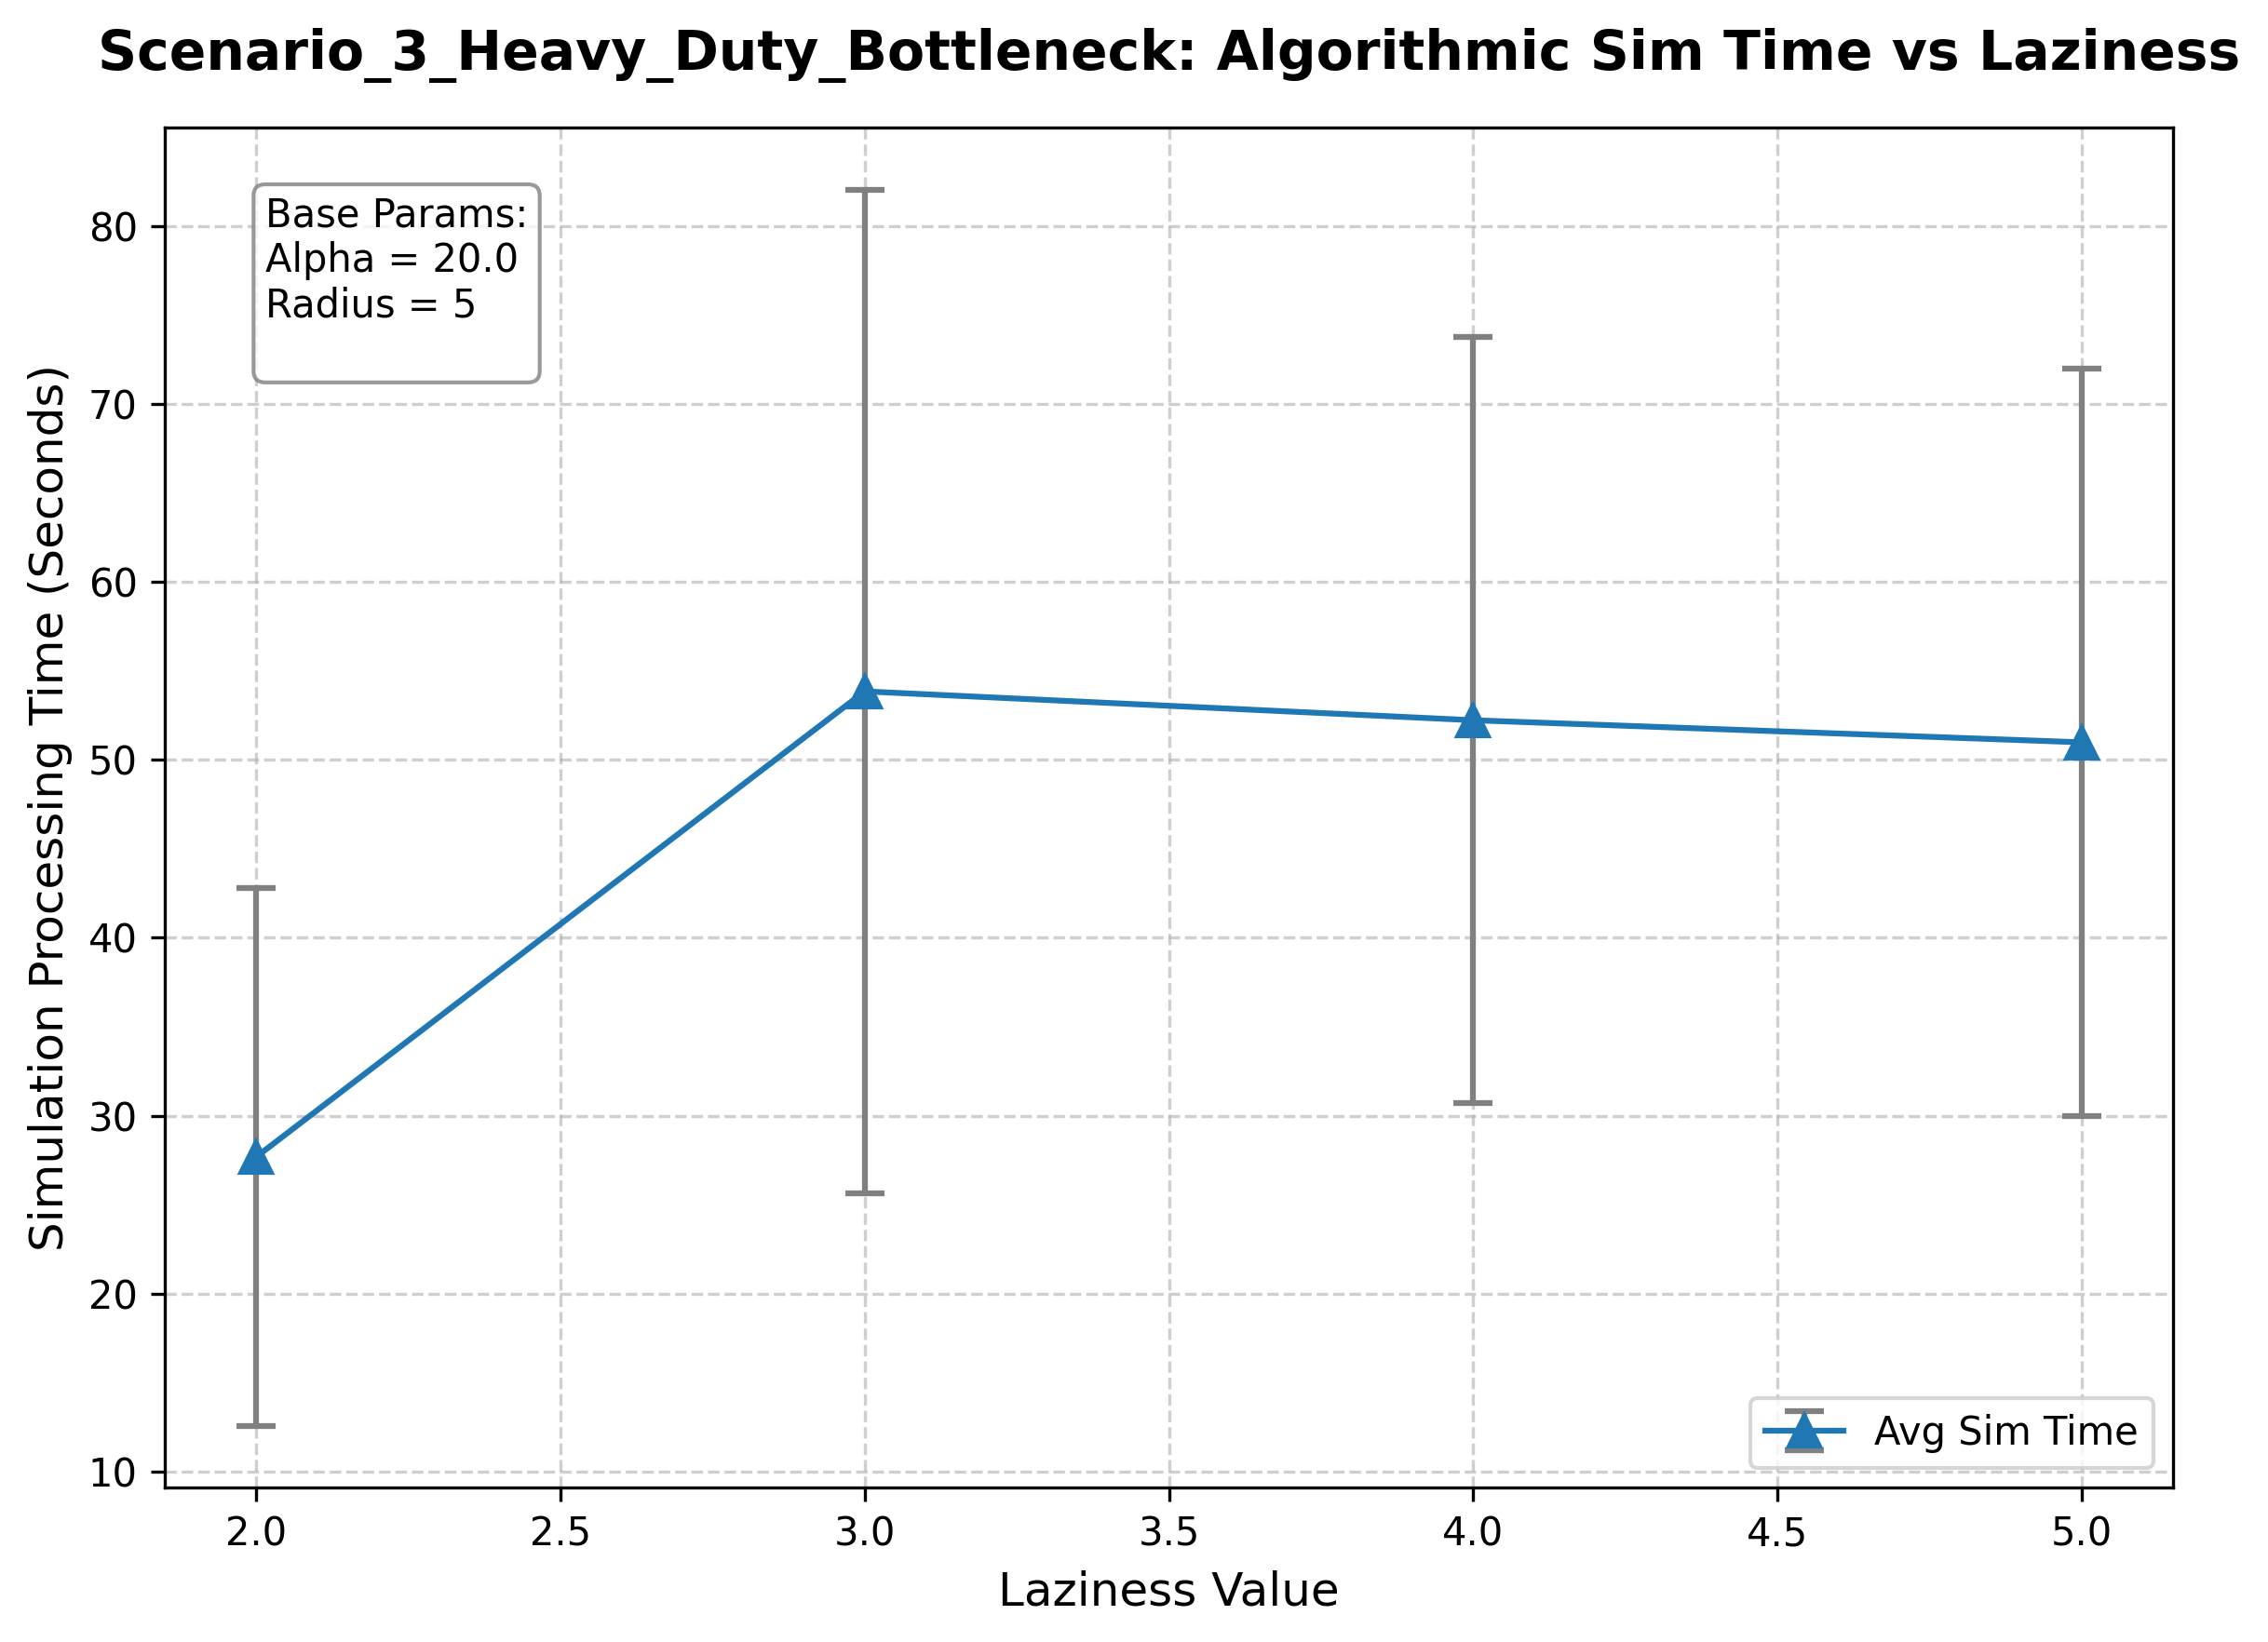 Scenario_3_Heavy_Duty_Bottleneck: Algorithmic Sim Time vs Laziness
Base Params:
Alpha = 20.0
Radius = 5
Simulation Processing Time (Seconds)
80
70
60
50
40
30
20
10
Avg Sim Time
2.0 2.5 3.0 3.5 4.0 4.5 5.0
Laziness Value